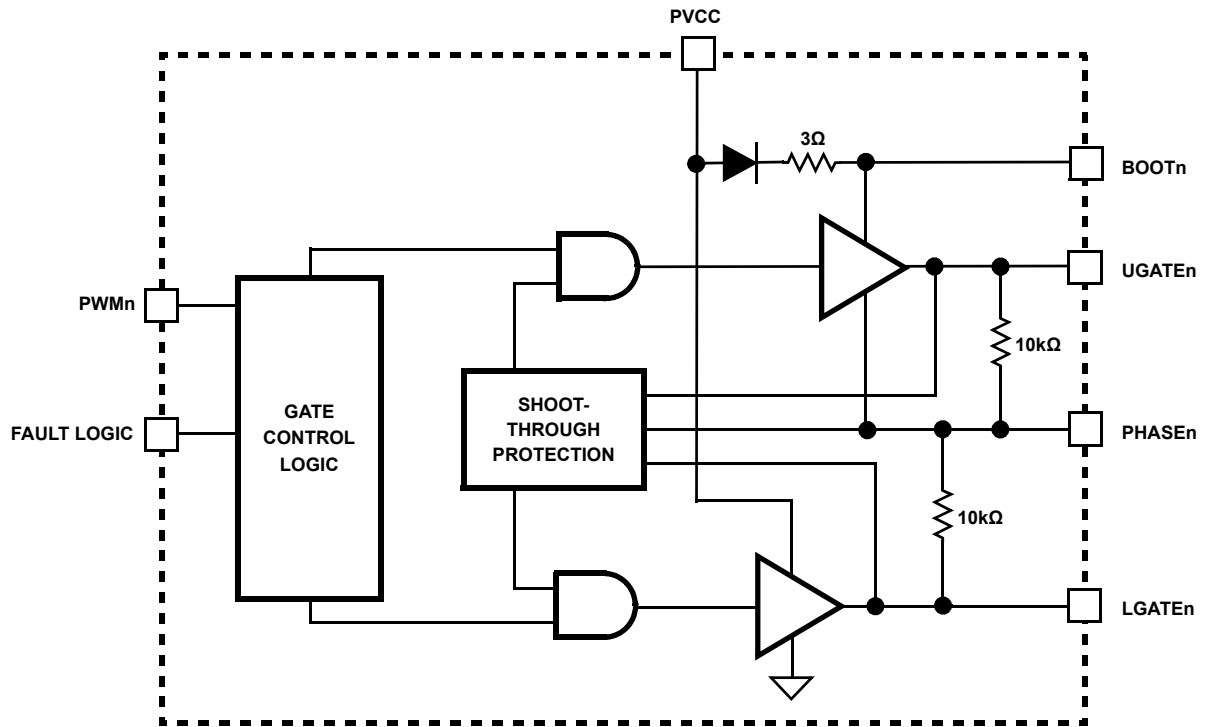 PVCC
3Ω
BOOTn
UGATEn
PWMn
10kΩ
GATE
CONTROL
LOGIC
SHOOT-
THROUGH
PROTECTION
FAULT LOGIC
PHASEn
10kΩ
LGATEn